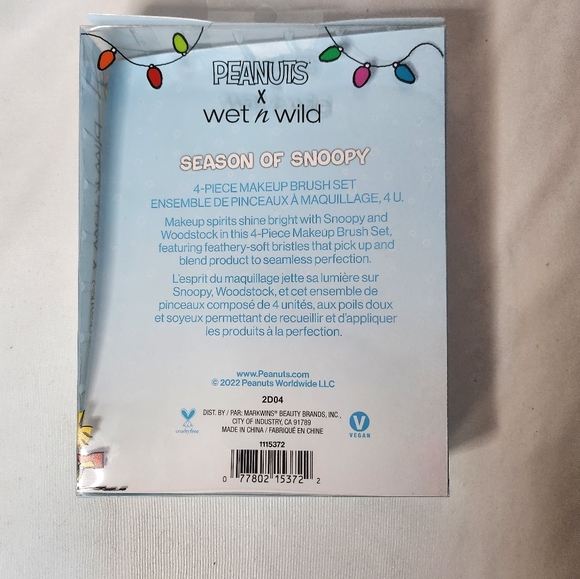 PEANUTS
X
wet n wild
SEASON OF SNOOPY
4-PIECE MAKEUP BRUSH SET
ENSEMBLE DE PINCEAUX À MAQUILLAGE, 4 U.
Makeup spirits shine bright with Snoopy and
Woodstock in this 4-Piece Makeup Brush Set,
featuring feathery-soft bristles that pick up and
blend product to seamless perfection.
L'esprit du maquillage jette sa lumière sur
Snoopy, Woodstock, et cet ensemble de
pinceaux composé de 4 unités, aux poils doux
et soyeux permettant de recueillir et d'appliquer
les produits à la perfection.
www.Peanuts.com
© 2022 Peanuts Worldwide LLC
2D04
DIST. BY / PAR: MARKWINS® BEAUTY BRANDS, INC.,
CITY OF INDUSTRY, CA 91789
MADE IN CHINA / FABRIQUÉ EN CHINE
crueltyfree
V
VEGAN
1115372
0 77802 15372 2